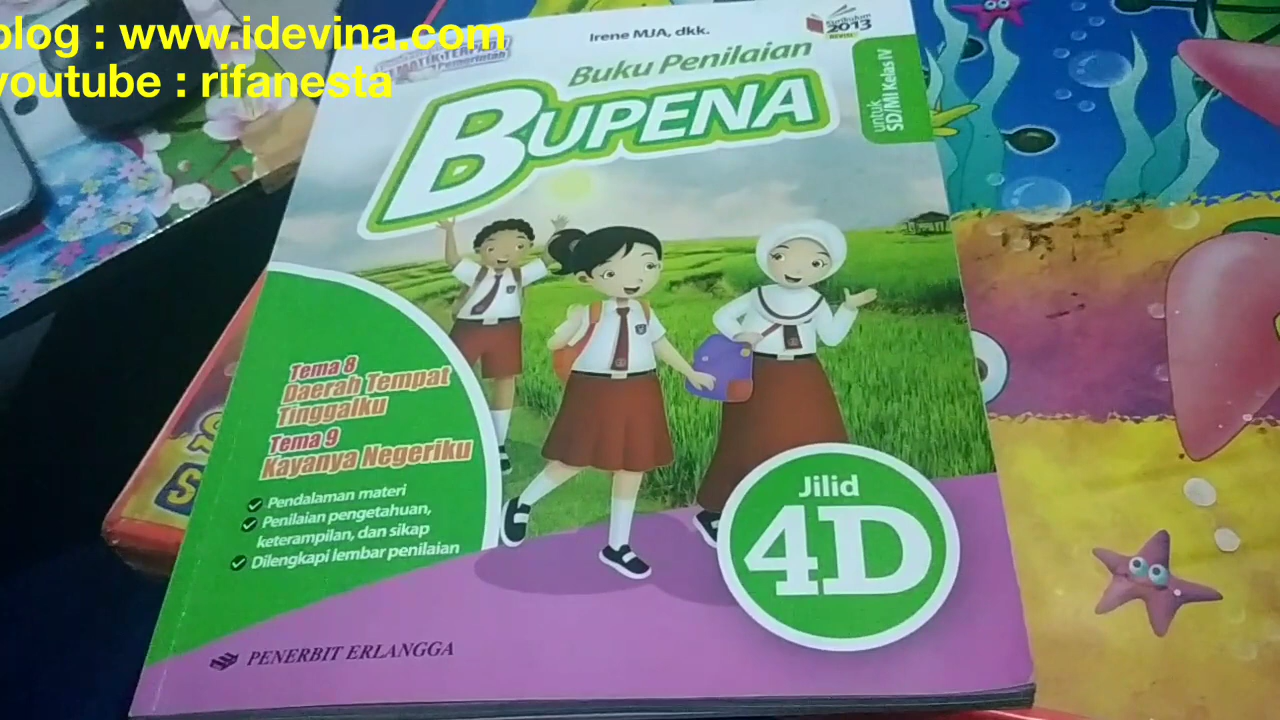 blog : www.idevina.com
youtube : rifanesta
Irene MJA, dkk.
Kurikulum
2013
REVISI
Buku Penilaian
BUPENA
untuk
SD/MI Kelas IV
Tema 8
Daerah Tempat
Tinggalku
Tema 9
Kayanya Negeriku
Pendalaman materi
Penilaian pengetahuan,
keterampilan, dan sikap
Dilengkapi lembar penilaian
Jilid
4D
PENERBIT ERLANGGA